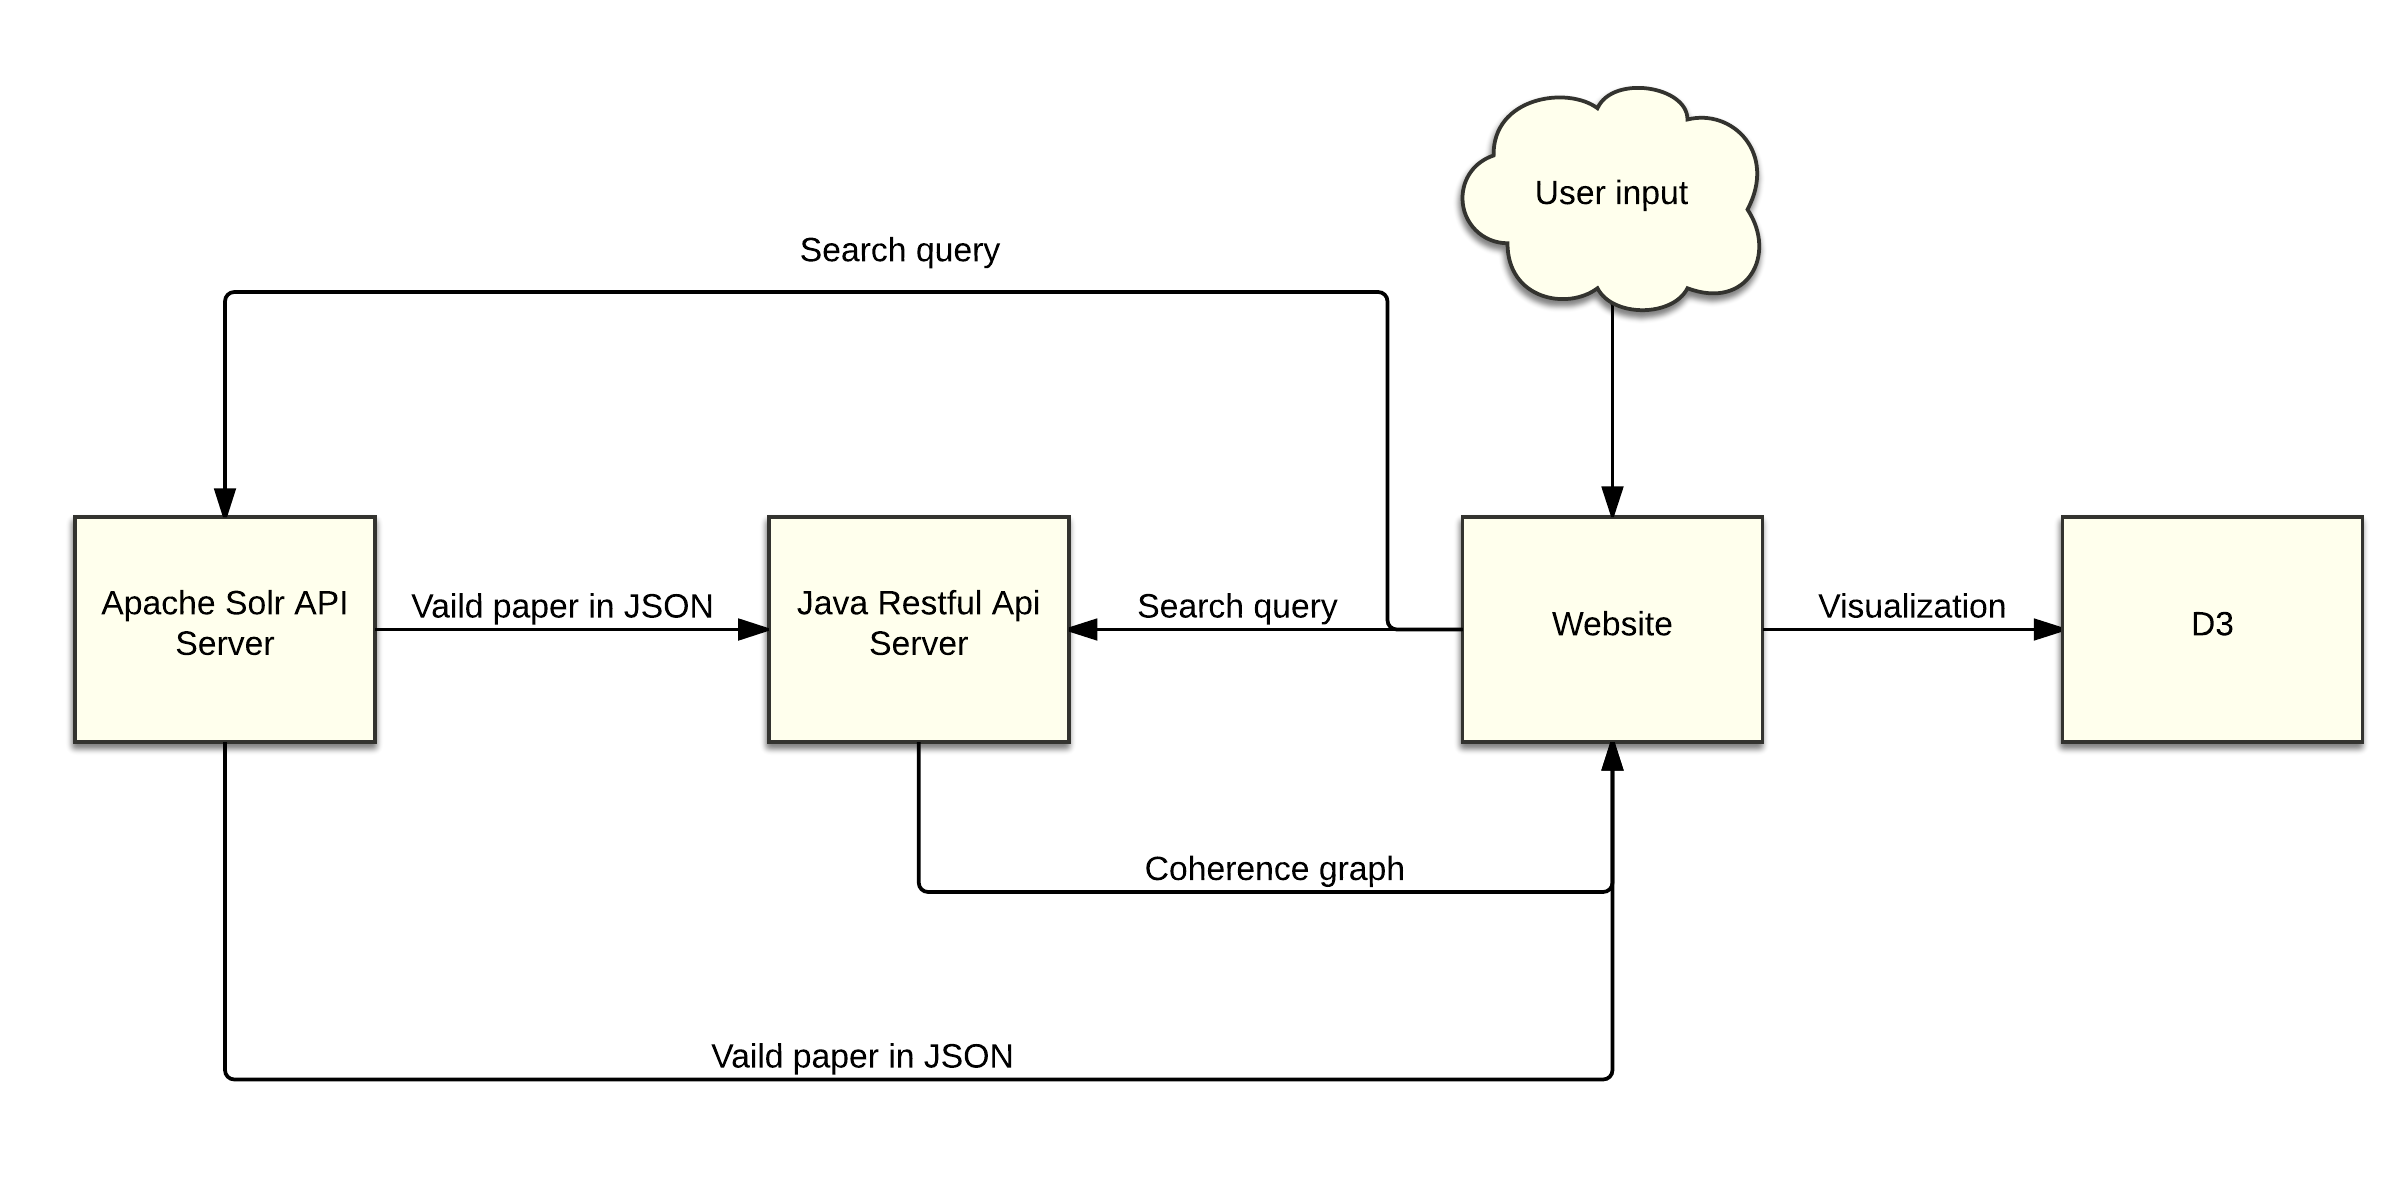 User input
Search query
Apache Solr API
Server
Vaild paper in JSON
Java Restful Api
Server
Search query
Website
Visualization
D3
Coherence graph
Vaild paper in JSON